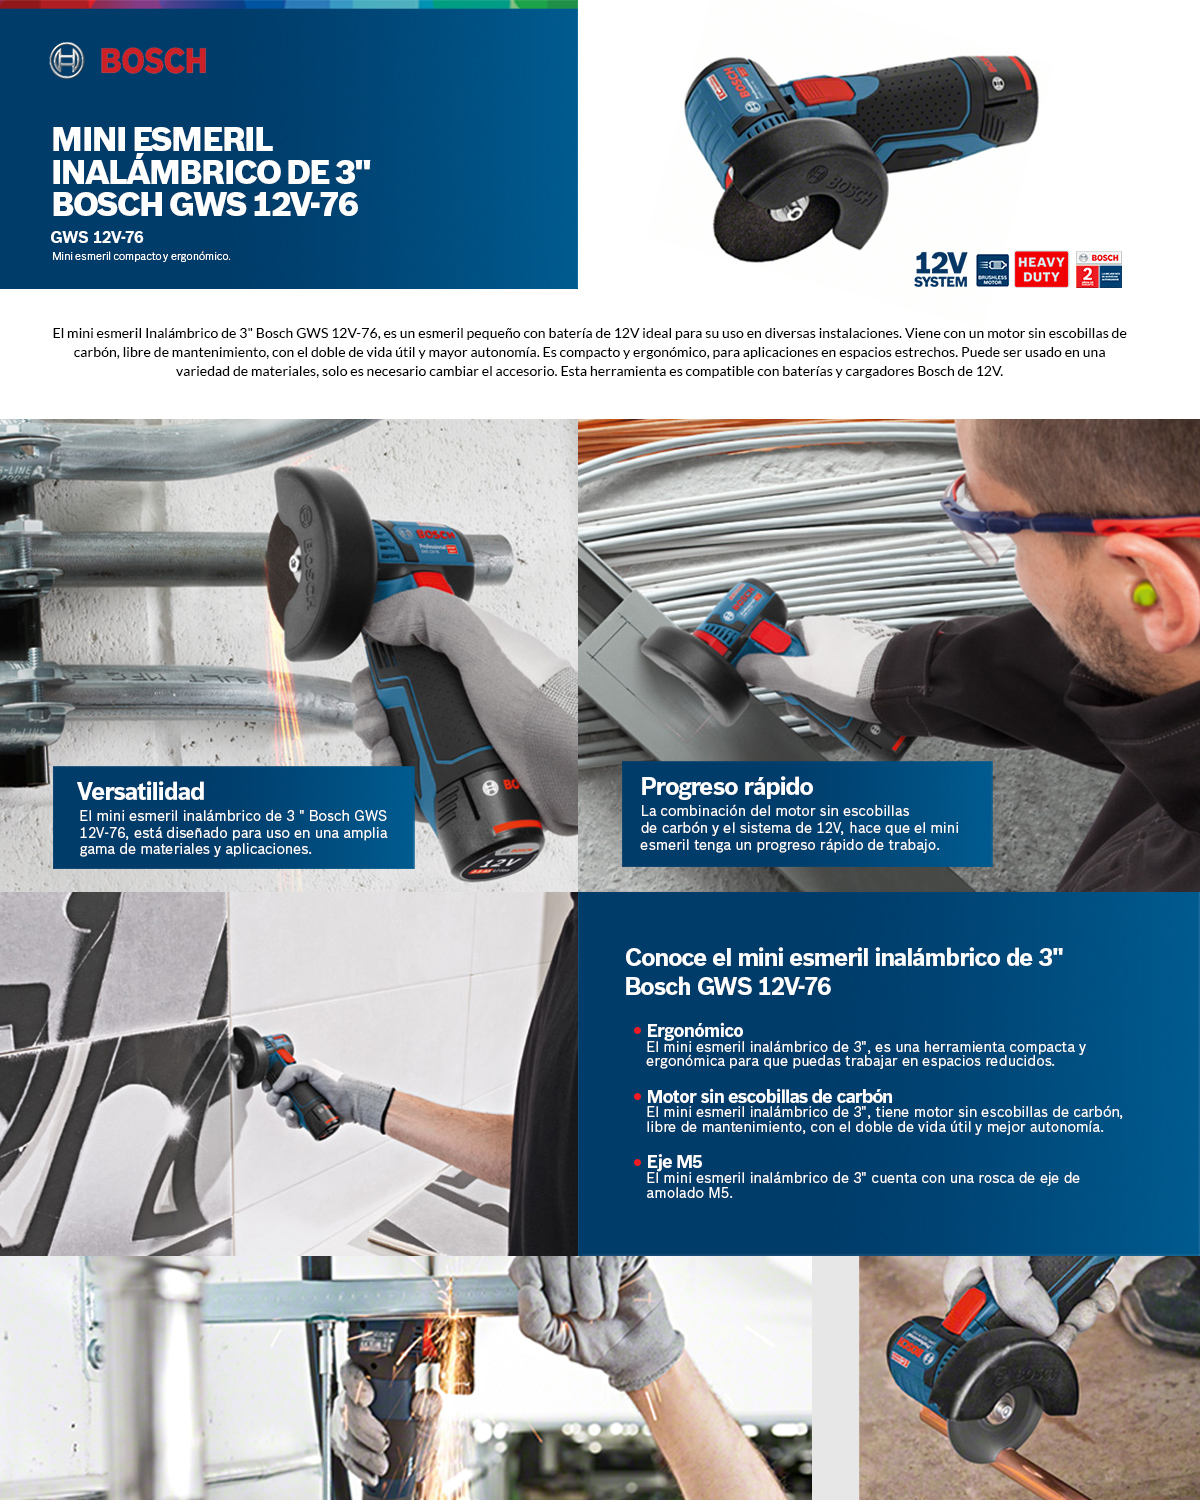 BOSCH
MINI ESMERIL
INALÁMBRICO DE 3"
BOSCH GWS 12V-76
GWS 12V-76
Mini esmeril compacto y ergonómico.
BOSCH
BOSCH
12V
SYSTEM
BRUSHLESS
MOTOR
HEAVY
DUTY
BOSCH
2
El mini esmeril Inalámbrico de 3" Bosch GWS 12V-76, es un esmeril pequeño con batería de 12V ideal para su uso en diversas instalaciones. Viene con un motor sin escobillas de
carbón, libre de mantenimiento, con el doble de vida útil y mayor autonomía. Es compacto y ergonómico, para aplicaciones en espacios estrechos. Puede ser usado en una
variedad de materiales, solo es necesario cambiar el accesorio. Esta herramienta es compatible con baterías y cargadores Bosch de 12V.
BOSCH
Professional
BOSCH
BULT MFG
12V
Versatilidad
El mini esmeril inalámbrico de 3 " Bosch GWS
12V-76, está diseñado para uso en una amplia
gama de materiales y aplicaciones.
BOSCH
Progreso rápido
La combinación del motor sin escobillas
de carbón y el sistema de 12V, hace que el mini
esmeril tenga un progreso rápido de trabajo.
Conoce el mini esmeril inalámbrico de 3"
Bosch GWS 12V-76
• Ergonómico
El mini esmeril inalámbrico de 3", es una herramienta compacta y
ergonómica para que puedas trabajar en espacios reducidos.
• Motor sin escobillas de carbón
El mini esmeril inalámbrico de 3", tiene motor sin escobillas de carbón,
libre de mantenimiento, con el doble de vida útil y mejor autonomía.
• Eje M5
El mini esmeril inalámbrico de 3" cuenta con una rosca de eje de
amolado M5.
BOSCH
Professional